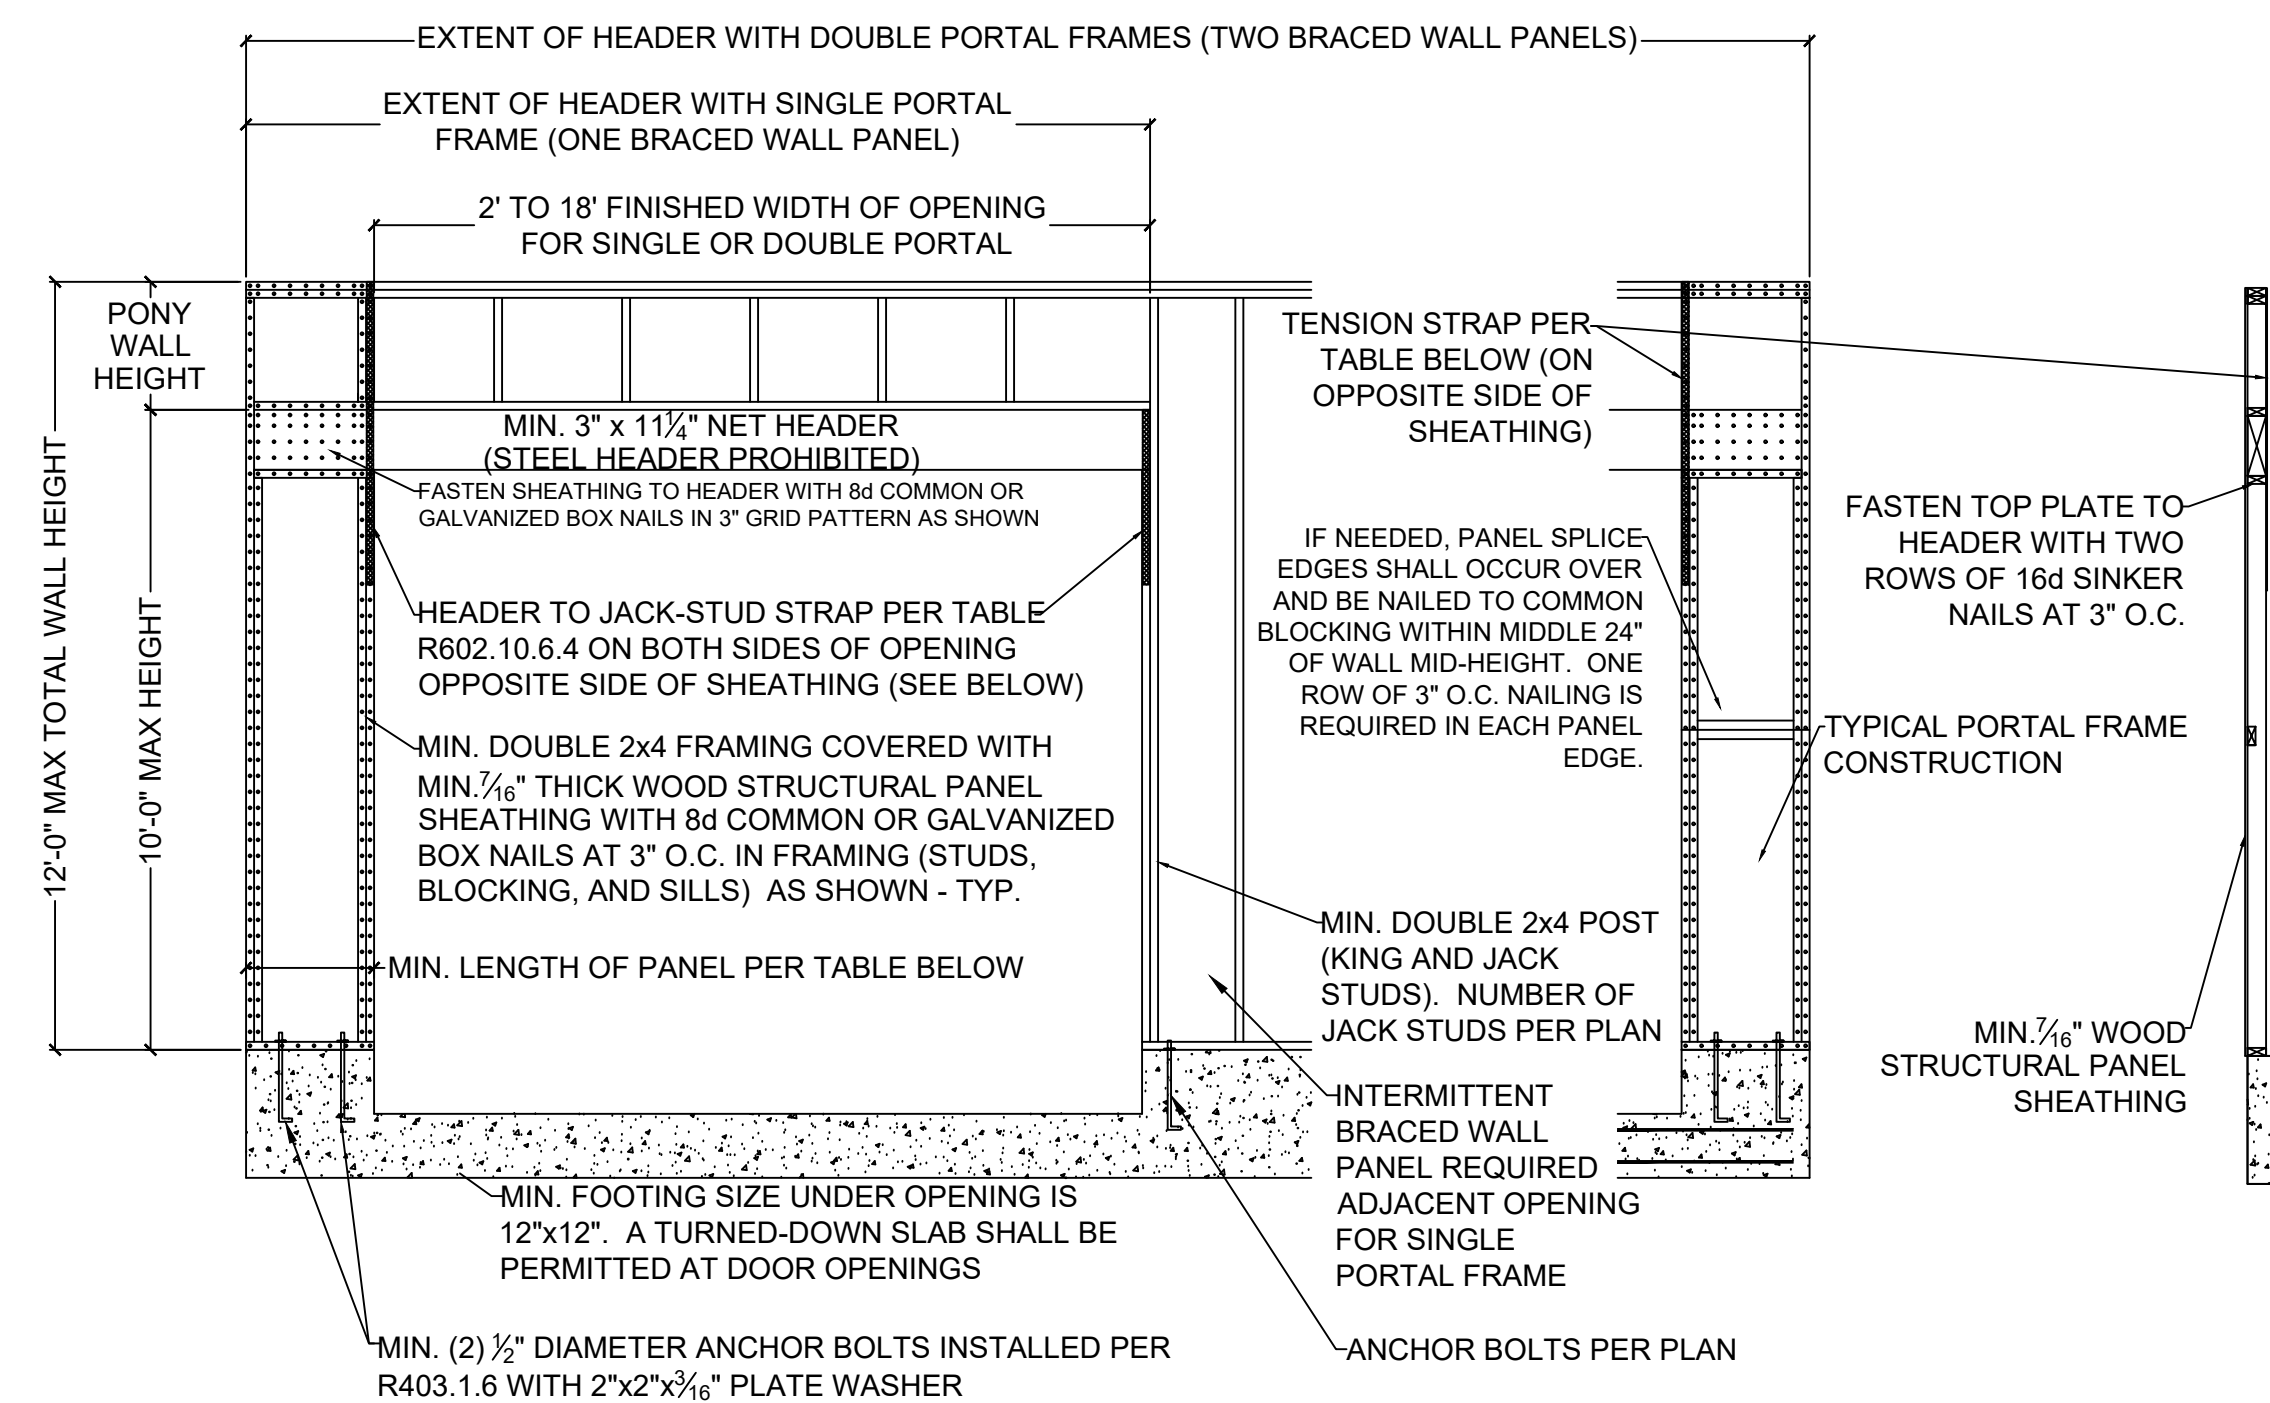 EXTENT OF HEADER WITH DOUBLE PORTAL FRAMES (TWO BRACED WALL PANELS)
EXTENT OF HEADER WITH SINGLE PORTAL
FRAME (ONE BRACED WALL PANEL)
2' TO 18' FINISHED WIDTH OF OPENING
FOR SINGLE OR DOUBLE PORTAL
PONY
WALL
HEIGHT
12'-0" MAX TOTAL WALL HEIGHT
10'-0" MAX HEIGHT
MIN. 3" x 11¼" NET HEADER
(STEEL HEADER PROHIBITED)
FASTEN SHEATHING TO HEADER WITH 8d COMMON OR
GALVANIZED BOX NAILS IN 3" GRID PATTERN AS SHOWN
HEADER TO JACK-STUD STRAP PER TABLE
R602.10.6.4 ON BOTH SIDES OF OPENING
OPPOSITE SIDE OF SHEATHING (SEE BELOW)
MIN. DOUBLE 2x4 FRAMING COVERED WITH
MIN.⁷⁄₁₆" THICK WOOD STRUCTURAL PANEL
SHEATHING WITH 8d COMMON OR GALVANIZED
BOX NAILS AT 3" O.C. IN FRAMING (STUDS,
BLOCKING, AND SILLS) AS SHOWN - TYP.
MIN. LENGTH OF PANEL PER TABLE BELOW
MIN. FOOTING SIZE UNDER OPENING IS
12"x12". A TURNED-DOWN SLAB SHALL BE
PERMITTED AT DOOR OPENINGS
MIN. (2) ½" DIAMETER ANCHOR BOLTS INSTALLED PER
R403.1.6 WITH 2"x2"x³⁄₁₆" PLATE WASHER
TENSION STRAP PER
TABLE BELOW (ON
OPPOSITE SIDE OF
SHEATHING)
IF NEEDED, PANEL SPLICE
EDGES SHALL OCCUR OVER
AND BE NAILED TO COMMON
BLOCKING WITHIN MIDDLE 24"
OF WALL MID-HEIGHT. ONE
ROW OF 3" O.C. NAILING IS
REQUIRED IN EACH PANEL
EDGE.
MIN. DOUBLE 2x4 POST
(KING AND JACK
STUDS). NUMBER OF
JACK STUDS PER PLAN
INTERMITTENT
BRACED WALL
PANEL REQUIRED
ADJACENT OPENING
FOR SINGLE
PORTAL FRAME
ANCHOR BOLTS PER PLAN
FASTEN TOP PLATE TO
HEADER WITH TWO
ROWS OF 16d SINKER
NAILS AT 3" O.C.
TYPICAL PORTAL FRAME
CONSTRUCTION
MIN.⁷⁄₁₆" WOOD
STRUCTURAL PANEL
SHEATHING